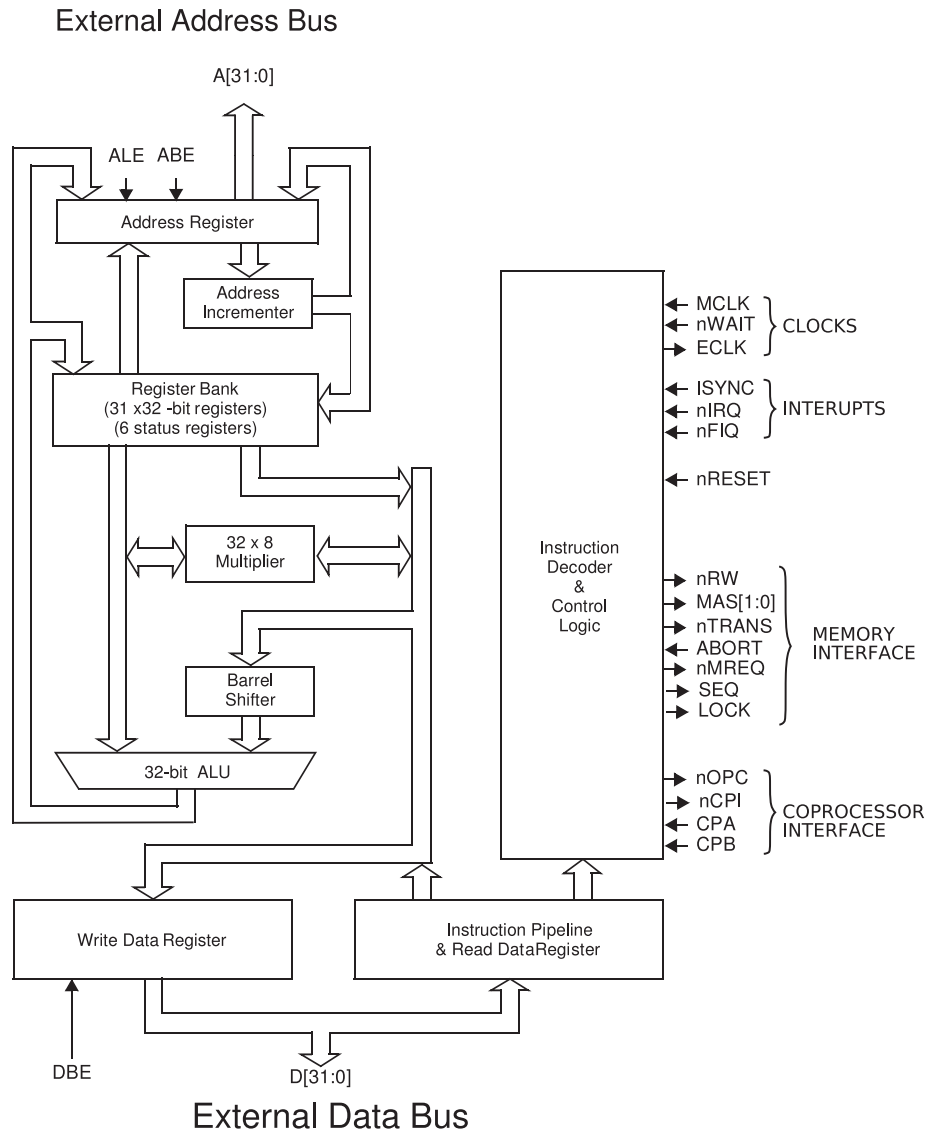 External Address Bus
A[31:0]
ALE ABE
Address Register
Address
Incrementer
Register Bank
(31 x32 -bit registers)
(6 status registers)
32 x 8
Multiplier
Barrel
Shifter
32-bit ALU
Write Data Register
DBE
Instruction Pipeline
& Read DataRegister
D[31:0]
External Data Bus
Instruction
Decoder
&
Control
Logic
MCLK
nWAIT
ECLK
CLOCKS
ISYNC
nIRQ
nFIQ
INTERUPTS
nRESET
nRW
MAS[1:0]
nTRANS
ABORT
nMREQ
SEQ
LOCK
MEMORY
INTERFACE
nOPC
nCPI
CPA
CPB
COPROCESSOR
INTERFACE